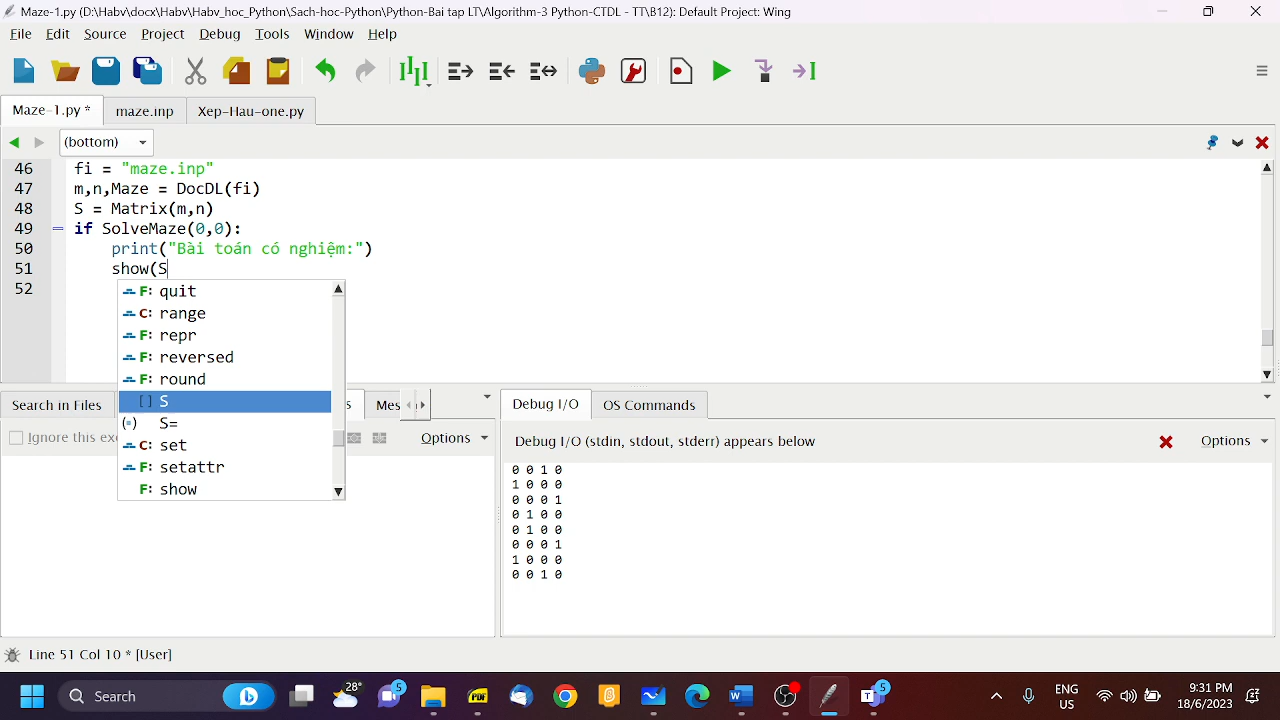 Maze-1.py (D:\Habv\docx\Habv\Habv_hoc_Python\Sach-hoc-Python\Python-Bai tap LT\Algorithm-3 Python-CTDL - TT\B12): Default Project: Wing
File Edit Source Project Debug Tools Window Help
Maze-1.py * maze.inp Xep-Hau-one.py
(bottom)
46 fi = "maze.inp"
47 m,n,Maze = DocDL(fi)
48 S = Matrix(m,n)
49 if SolveMaze(0,0):
50 print("Bài toán có nghiệm:")
51 show(S
52
F: quit
C: range
F: repr
F: reversed
F: round
[] S
S=
C: set
F: setattr
F: show
Search in Files s Mes Debug I/O OS Commands
Ignore this exc Options Debug I/O (stdin, stdout, stderr) appears below Options
0 0 1 0
1 0 0 0
0 0 0 1
0 1 0 0
0 1 0 0
0 0 0 1
1 0 0 0
0 0 1 0
Line 51 Col 10 * [User]
Search 28° 5 PDF 5 ENG US 9:31 PM 18/6/2023